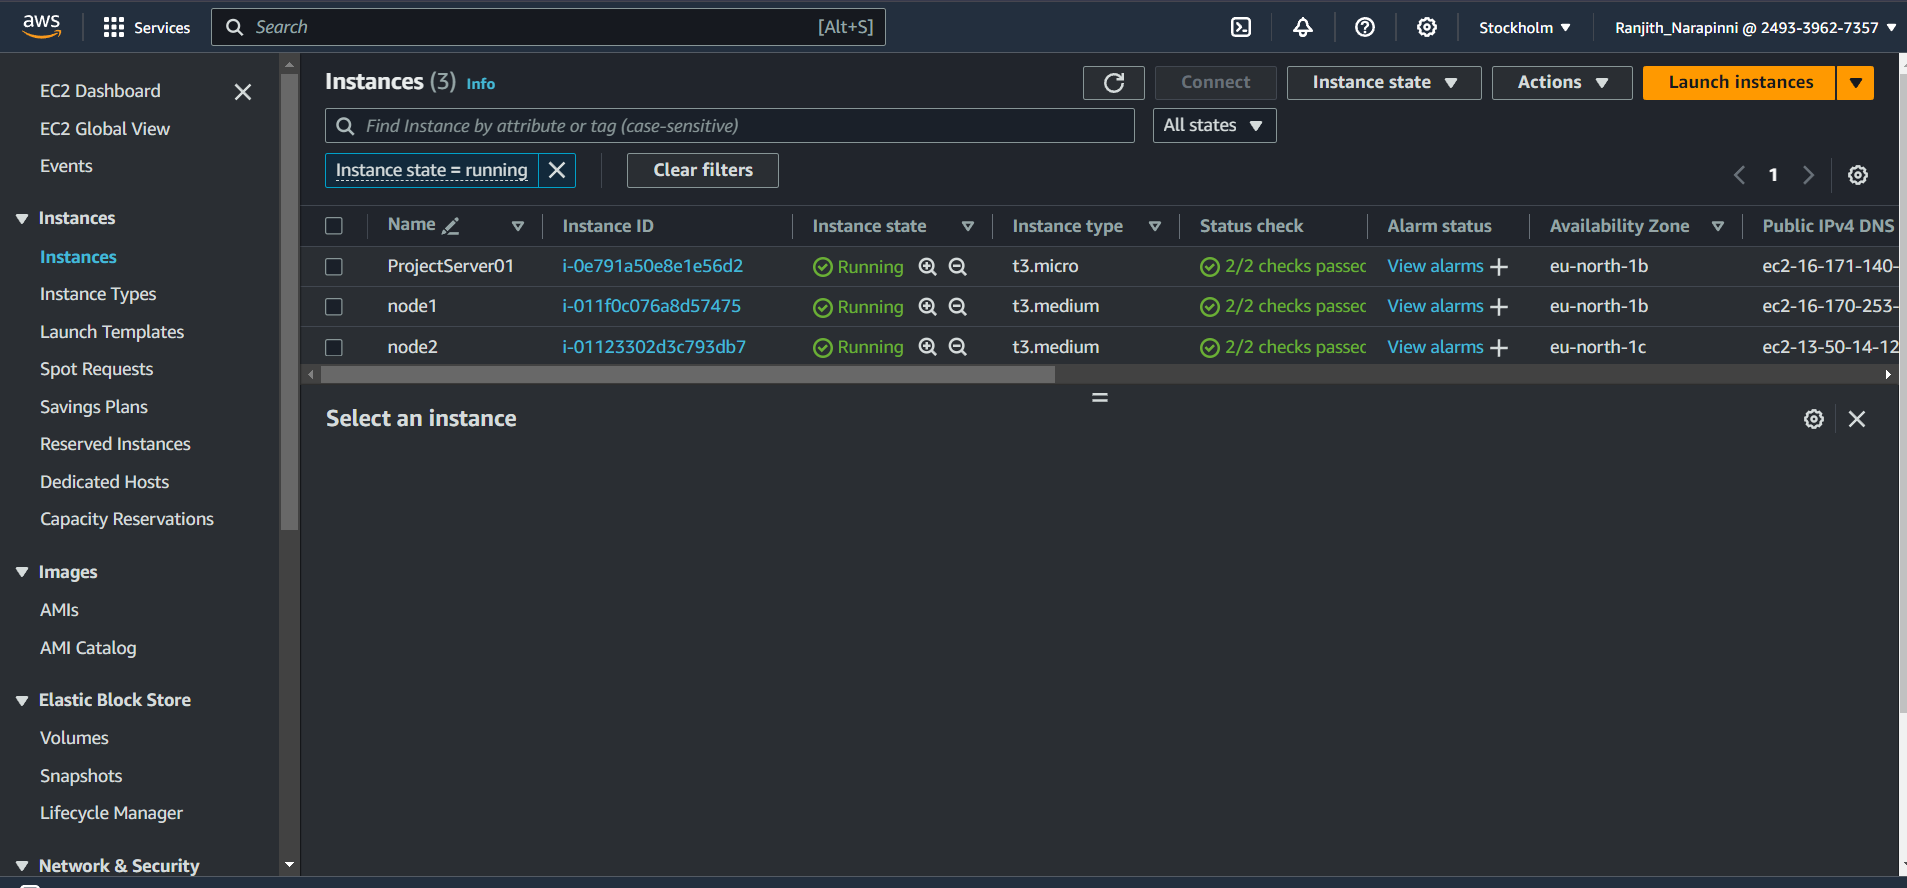 aws Services Search [Alt+S] Stockholm Ranjith_Narapinni @ 2493-3962-7357
EC2 Dashboard
EC2 Global View
Events
Instances
Instances
Instance Types
Launch Templates
Spot Requests
Savings Plans
Reserved Instances
Dedicated Hosts
Capacity Reservations
Images
AMIs
AMI Catalog
Elastic Block Store
Volumes
Snapshots
Lifecycle Manager
Network & Security
Instances (3) Info Connect Instance state Actions Launch instances
Find Instance by attribute or tag (case-sensitive) All states
Instance state = running Clear filters 1
Name Instance ID Instance state Instance type Status check Alarm status Availability Zone Public IPv4 DNS
ProjectServer01 i-0e791a50e8e1e56d2 Running t3.micro 2/2 checks passec View alarms + eu-north-1b ec2-16-171-140-
node1 i-011f0c076a8d57475 Running t3.medium 2/2 checks passec View alarms + eu-north-1b ec2-16-170-253-
node2 i-01123302d3c793db7 Running t3.medium 2/2 checks passec View alarms + eu-north-1c ec2-13-50-14-12
Select an instance